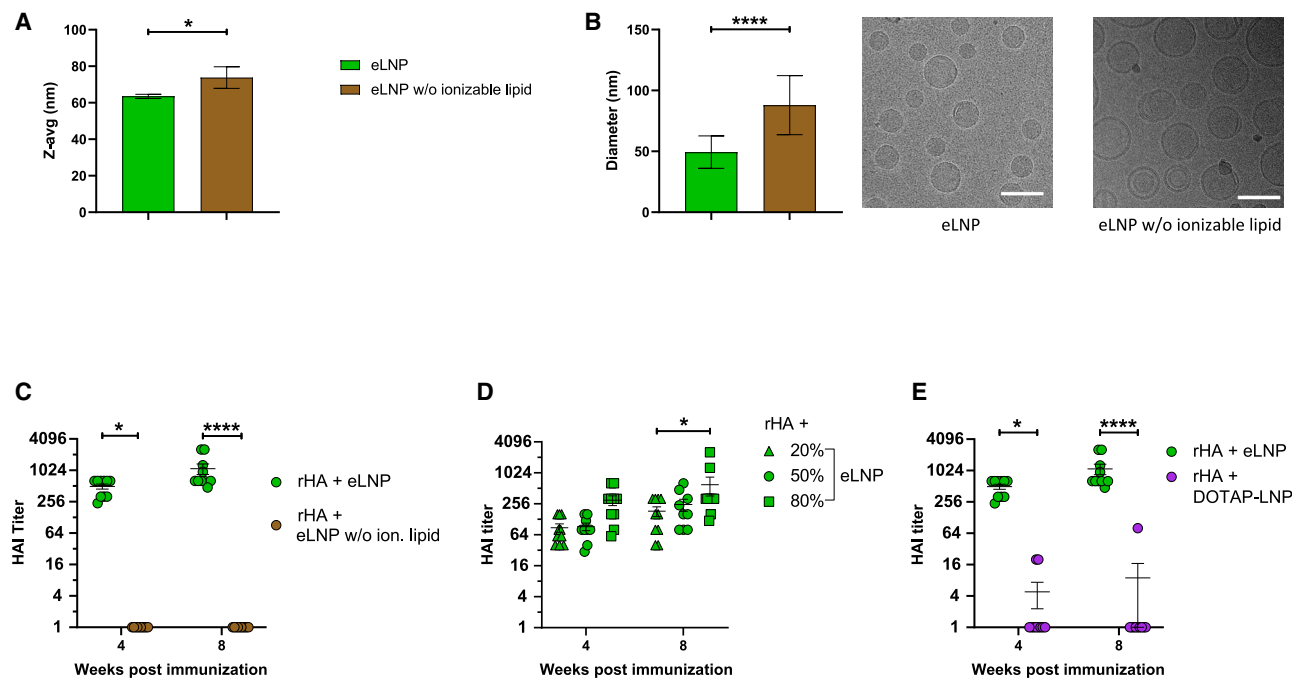 A
*
100
80
60
40
20
0
Z-avg (nm)
eLNP
eLNP w/o ionizable lipid
B
****
150
100
50
0
Diameter (nm)
eLNP
eLNP w/o ionizable lipid
C
*
****
4096
1024
256
64
16
4
1
HAI Titer
4
8
Weeks post immunization
rHA + eLNP
rHA +
eLNP w/o ion. lipid
D
*
4096
1024
256
64
16
4
1
HAI titer
4
8
Weeks post immunization
rHA +
20%
50%
80%
eLNP
E
*
****
4096
1024
256
64
16
4
1
HAI titer
4
8
Weeks post immunization
rHA + eLNP
rHA +
DOTAP-LNP